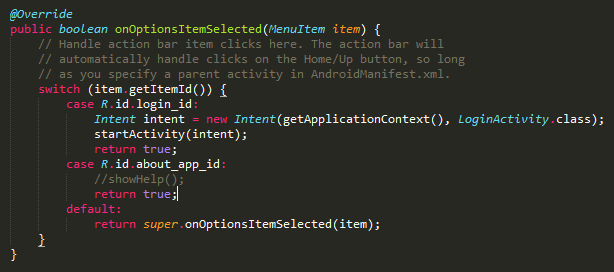 @Override
public boolean onOptionsItemSelected(MenuItem item) {
    // Handle action bar item clicks here. The action bar will
    // automatically handle clicks on the Home/Up button, so long
    // as you specify a parent activity in AndroidManifest.xml.
    switch (item.getItemId()) {
        case R.id.login_id:
            Intent intent = new Intent(getApplicationContext(), LoginActivity.class);
            startActivity(intent);
            return true;
        case R.id.about_app_id:
            //showHelp();
            return true;
        default:
            return super.onOptionsItemSelected(item);
    }
}